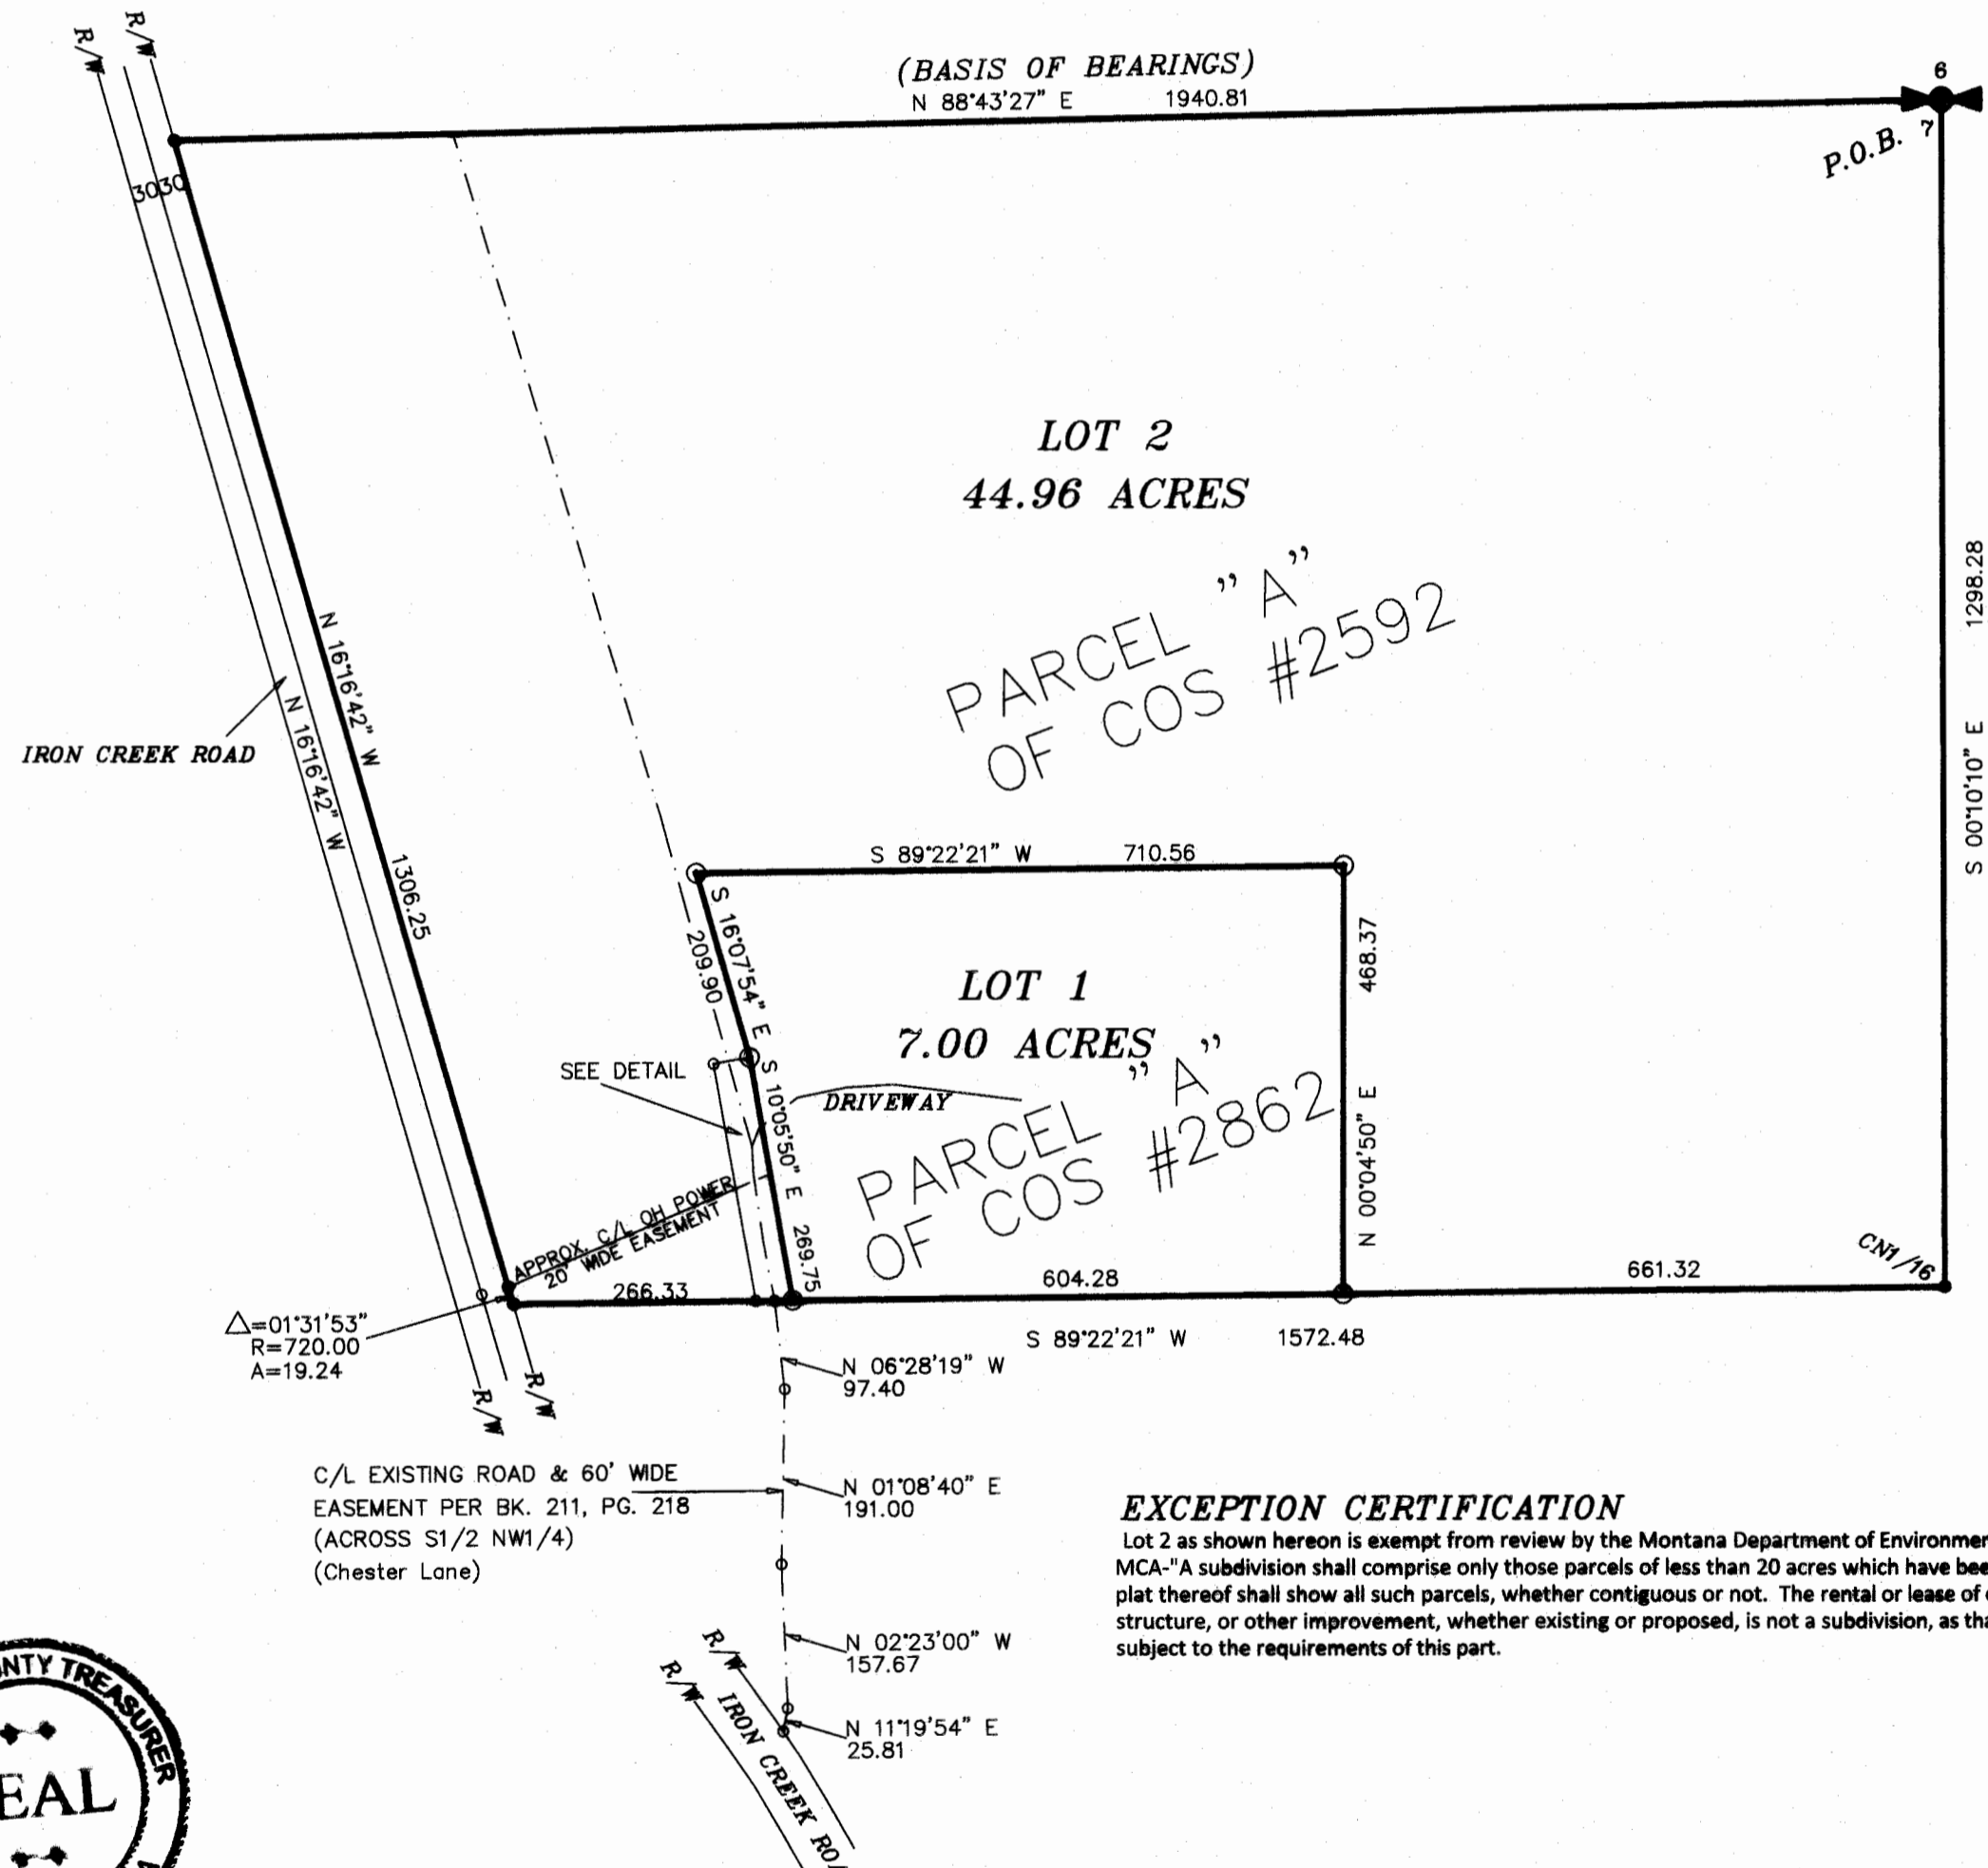 R/W
R/W
(BASIS OF BEARINGS)
N 88°43'27" E 1940.81
6
7
P.O.B.
30 30
LOT 2
44.96 ACRES
1298.28
S 00°10'10" E
PARCEL "A"
OF COS #2592
N 16°16'42" W
N 16°16'42" W
IRON CREEK ROAD
1306.25
S 89°22'21" W 710.56
S 16°07'54" E
209.90
468.37
LOT 1
7.00 ACRES
SEE DETAIL
S 10°05'50" E 269.75
DRIVEWAY
PARCEL "A"
OF COS #2862
N 00°04'50" E
APPROX. C/L OH POWER
20' WIDE EASEMENT
CN1/16
266.33
604.28
661.32
△=01°31'53"
R=720.00
A=19.24
S 89°22'21" W 1572.48
R/W
R/W
N 06°28'19" W
97.40
C/L EXISTING ROAD & 60' WIDE
EASEMENT PER BK. 211, PG. 218
(ACROSS S1/2 NW1/4)
(Chester Lane)
N 01°08'40" E
191.00
EXCEPTION CERTIFICATION
Lot 2 as shown hereon is exempt from review by the Montana Department of Environmen
MCA-"A subdivision shall comprise only those parcels of less than 20 acres which have bee
plat thereof shall show all such parcels, whether contiguous or not. The rental or lease of
structure, or other improvement, whether existing or proposed, is not a subdivision, as tha
subject to the requirements of this part.
N 02°23'00" W
157.67
R/W
R/W
N 11°19'54" E
25.81
IRON CREEK ROA
NTY TREASURER
EAL